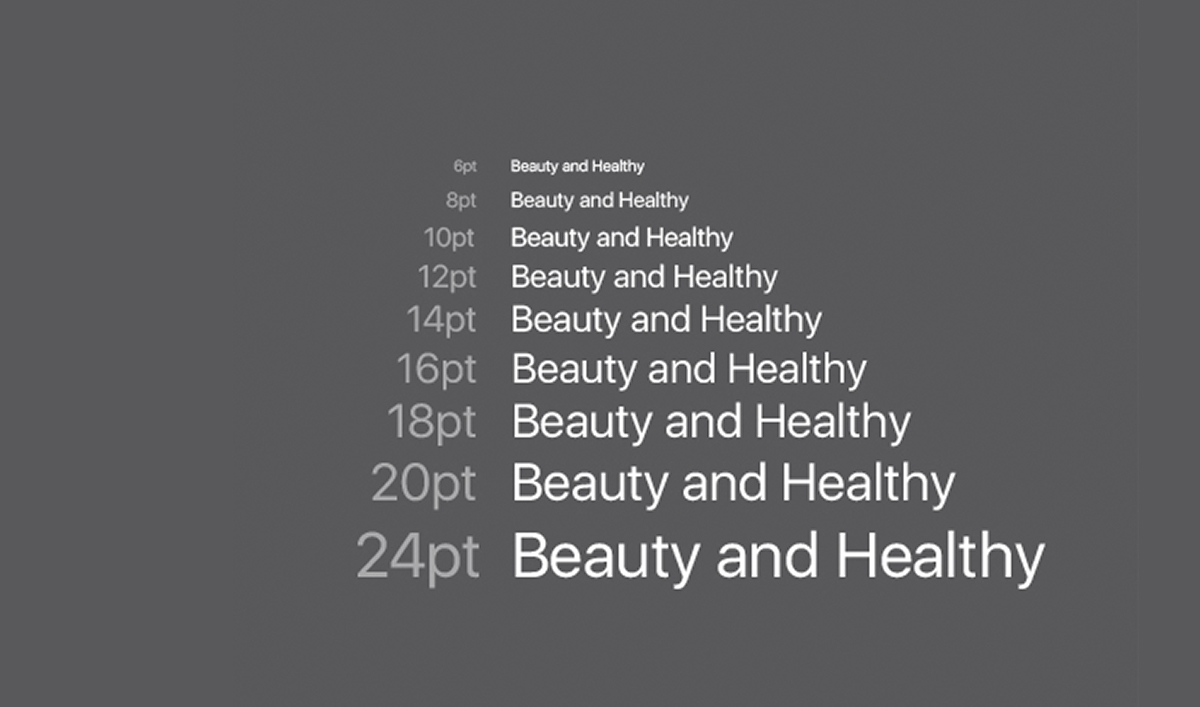 6pt Beauty and Healthy
8pt Beauty and Healthy
10pt Beauty and Healthy
12pt Beauty and Healthy
14pt Beauty and Healthy
16pt Beauty and Healthy
18pt Beauty and Healthy
20pt Beauty and Healthy
24pt Beauty and Healthy